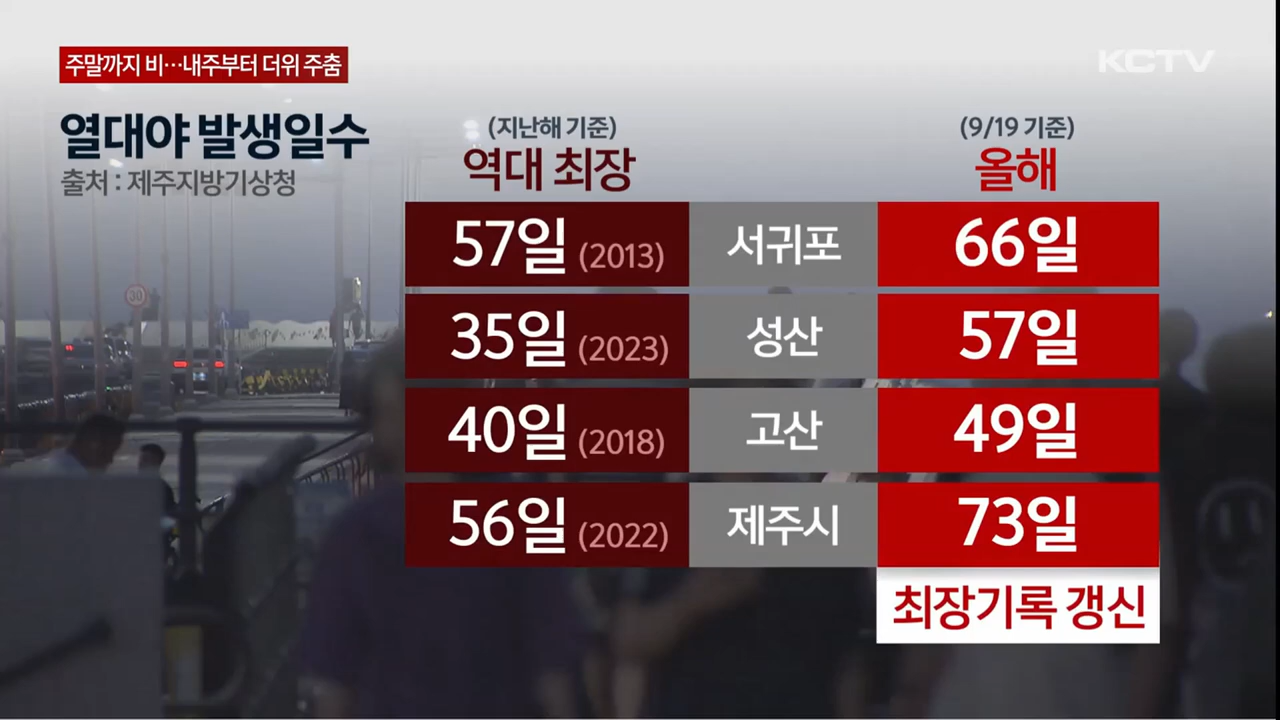 주말까지 비…내주부터 더위 주춤
KCTV
열대야 발생일수
출처 : 제주지방기상청
(지난해 기준)
역대 최장
(9/19 기준)
올해
57일 (2013) 서귀포 66일
35일 (2023) 성산 57일
40일 (2018) 고산 49일
56일 (2022) 제주시 73일
최장기록 갱신
30